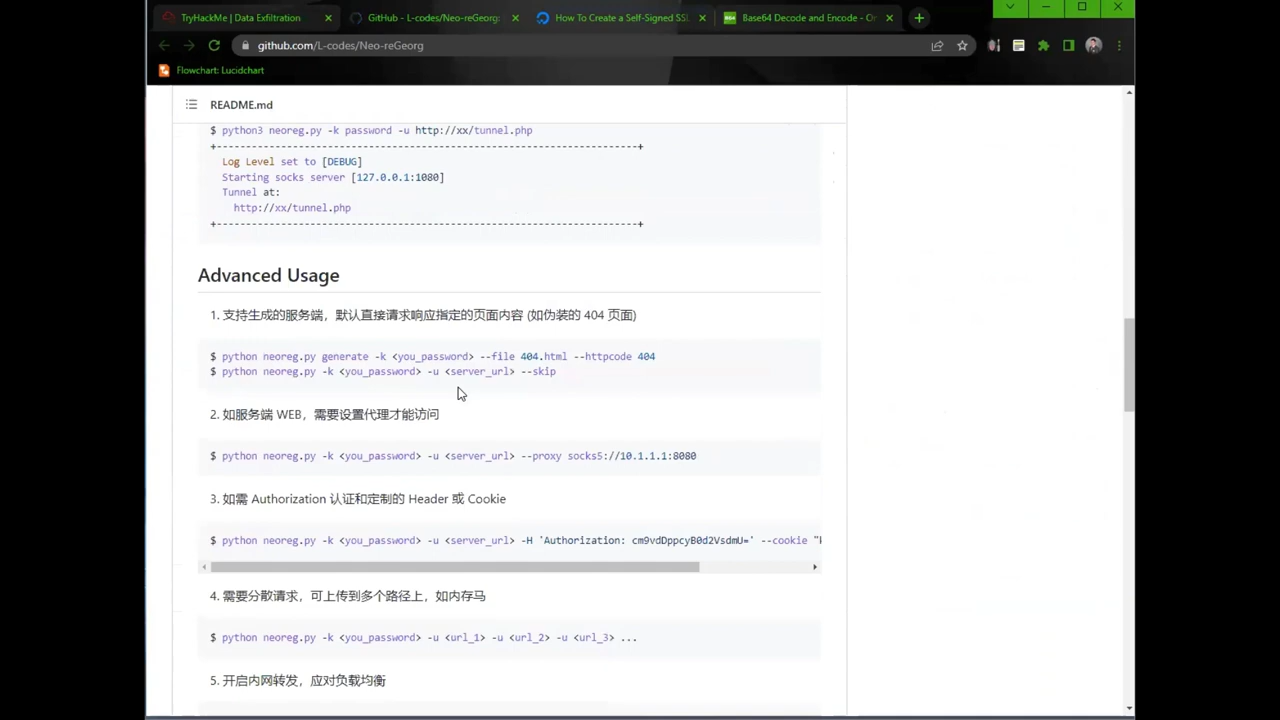 TryHackMe | Data Exfiltration
GitHub - L-codes/Neo-reGeorg:
How To Create a Self-Signed SSL
Base64 Decode and Encode - On
github.com/L-codes/Neo-reGeorg
Flowchart: Lucidchart
README.md
$ python3 neoreg.py -k password -u http://xx/tunnel.php
+------------------------------------------------------------------------+
Log Level set to [DEBUG]
Starting socks server [127.0.0.1:1080]
Tunnel at:
http://xx/tunnel.php
+------------------------------------------------------------------------+
Advanced Usage
1. 支持生成的服务端，默认直接请求响应指定的页面内容 (如伪装的 404 页面)
$ python neoreg.py generate -k <you_password> --file 404.html --httpcode 404
$ python neoreg.py -k <you_password> -u <server_url> --skip
2. 如服务端 WEB，需要设置代理才能访问
$ python neoreg.py -k <you_password> -u <server_url> --proxy socks5://10.1.1.1:8080
3. 如需 Authorization 认证和定制的 Header 或 Cookie
$ python neoreg.py -k <you_password> -u <server_url> -H 'Authorization: cm9vdDppcyB0d2VsdmU=' --cookie "
4. 需要分散请求，可上传到多个路径上，如内存马
$ python neoreg.py -k <you_password> -u <url_1> -u <url_2> -u <url_3> ...
5. 开启内网转发，应对负载均衡